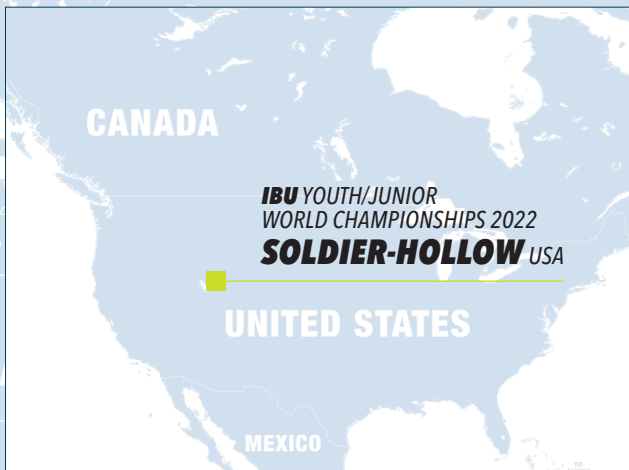 CANADA
IBU YOUTH/JUNIOR
WORLD CHAMPIONSHIPS 2022
SOLDIER-HOLLOW USA
UNITED STATES
MEXICO